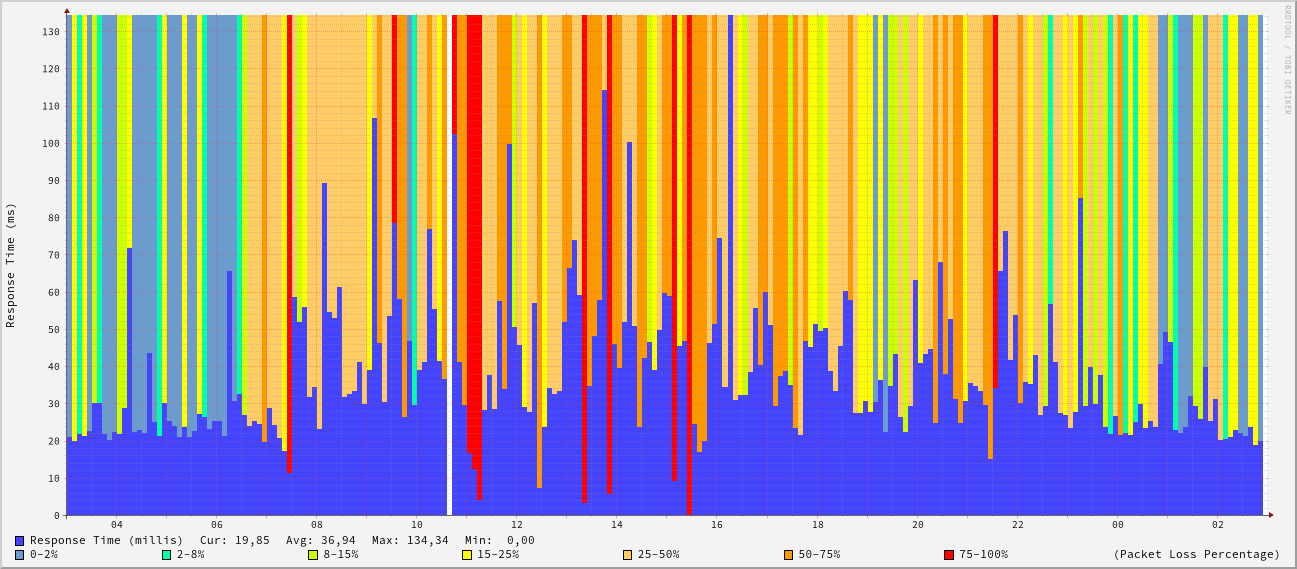 RRDTOOL / TOBI OETIKER
Response Time (ms)
130
120
110
100
90
80
70
60
50
40
30
20
10
0
04 06 08 10 12 14 16 18 20 22 00 02
Response Time (millis) Cur: 19,85 Avg: 36,94 Max: 134,34 Min: 0,00
0-2% 2-8% 8-15% 15-25% 25-50% 50-75% 75-100% (Packet Loss Percentage)